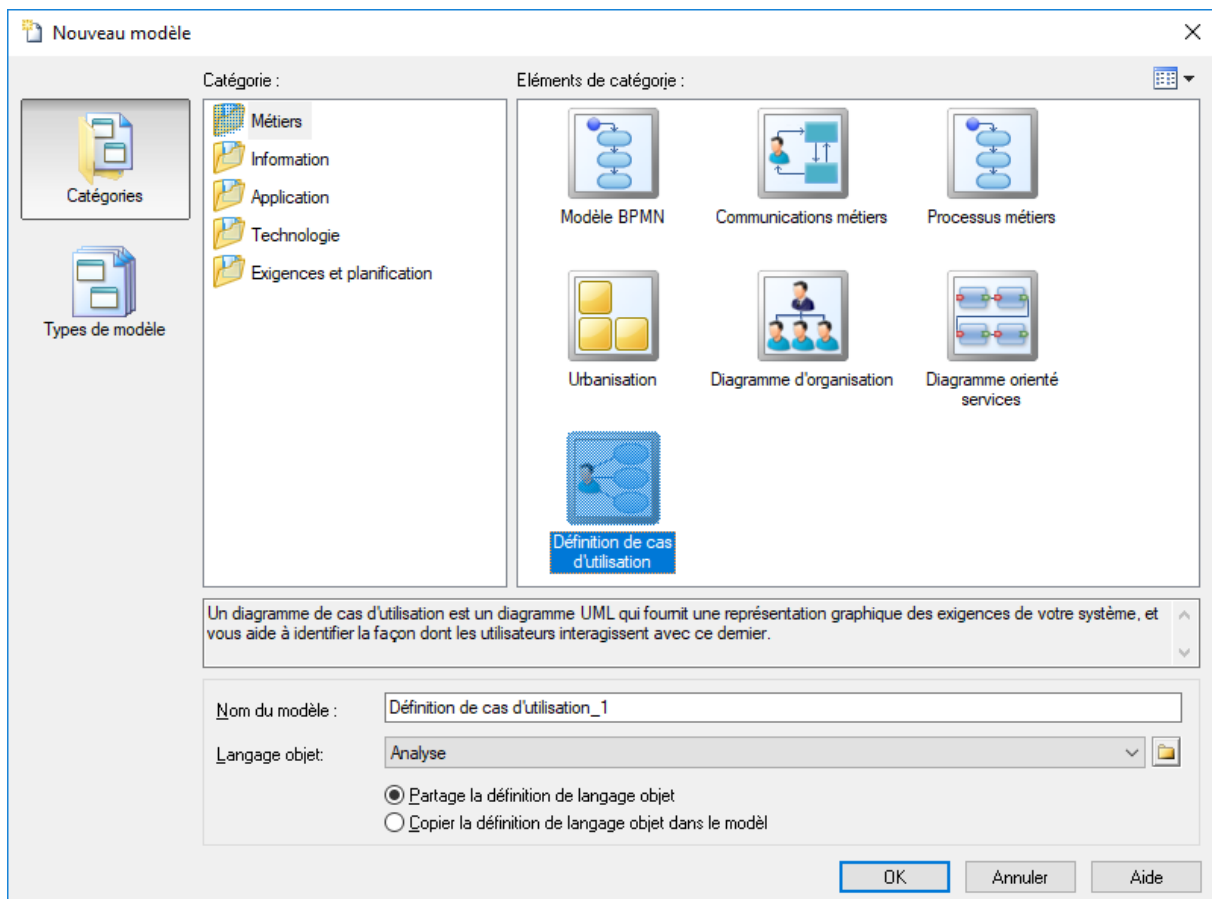 Nouveau modèle
Catégorie :
Eléments de catégorie :
Catégories
Types de modèle
Métiers
Information
Application
Technologie
Exigences et planification
Modèle BPMN
Communications métiers
Processus métiers
Urbanisation
Diagramme d'organisation
Diagramme orienté
services
Définition de cas
d'utilisation
Un diagramme de cas d'utilisation est un diagramme UML qui fournit une représentation graphique des exigences de votre système, et
vous aide à identifier la façon dont les utilisateurs interagissent avec ce dernier.
Nom du modèle :
Définition de cas d'utilisation_1
Langage objet:
Analyse
Partage la définition de langage objet
Copier la définition de langage objet dans le modèl
OK
Annuler
Aide